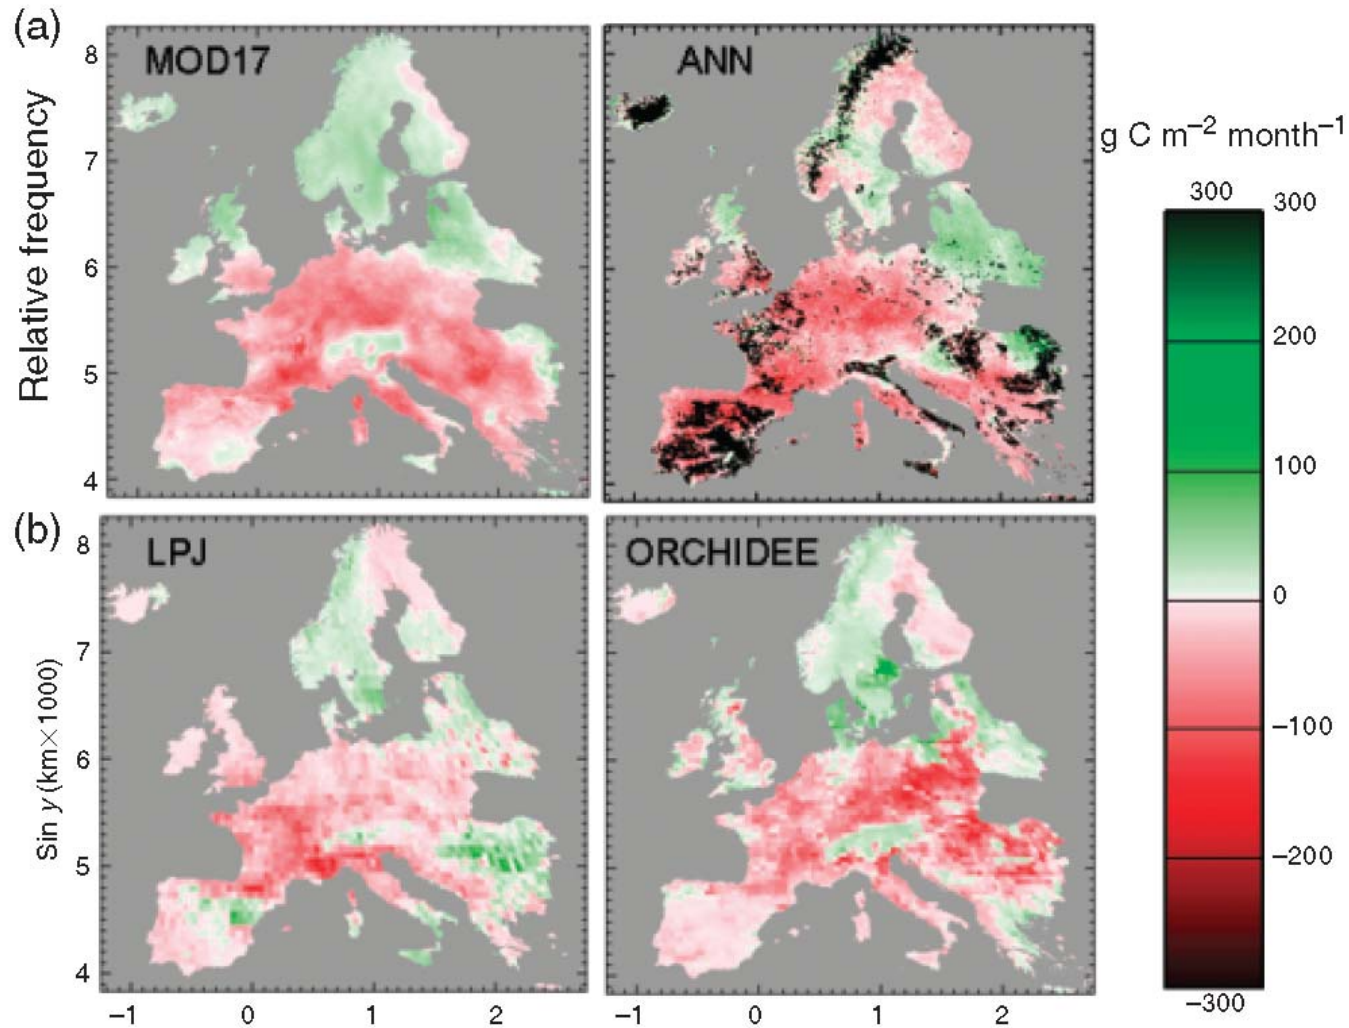 (a)
MOD17
ANN
Relative frequency
8
7
6
5
4
g C m⁻² month⁻¹
300
300
200
100
0
−100
−200
−300
(b)
LPJ
ORCHIDEE
Sin y (km×1000)
8
7
6
5
4
−1
0
1
2
−1
0
1
2